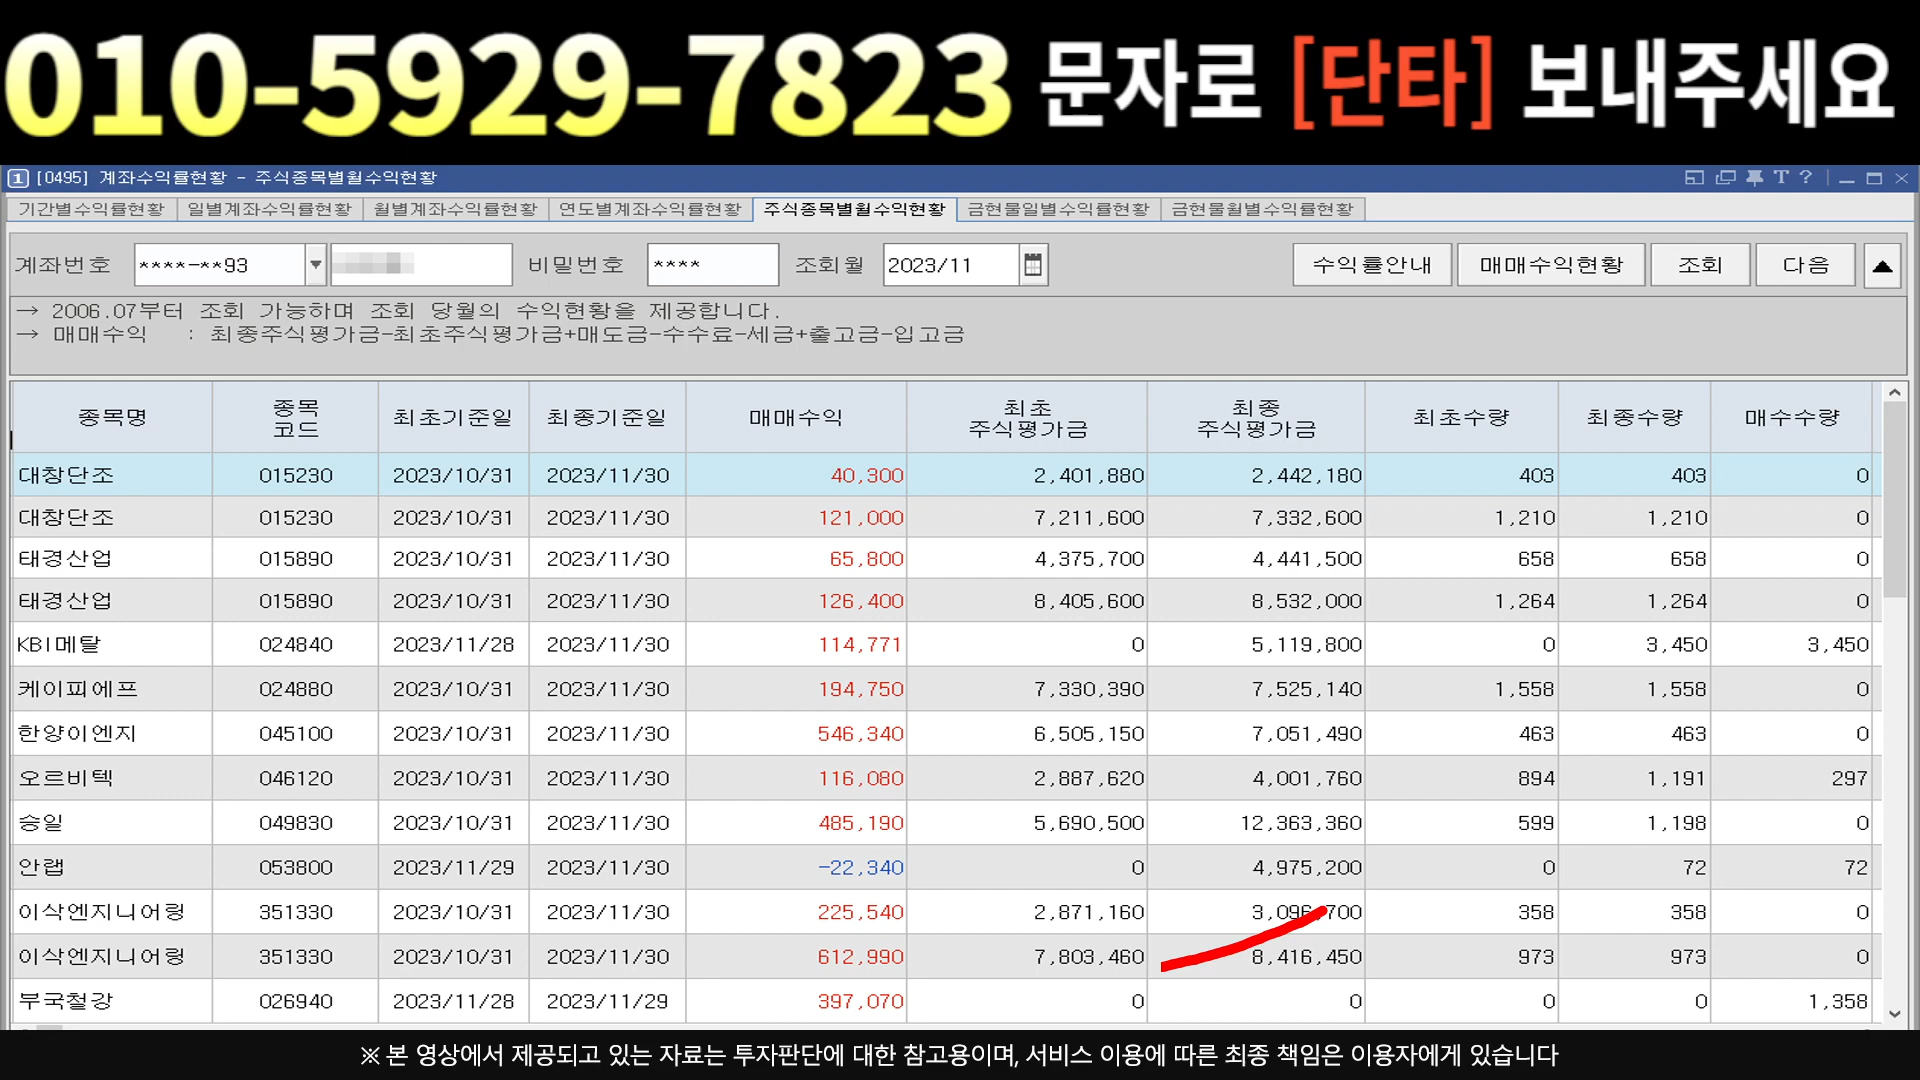 010-5929-7823 문자로 [단타] 보내주세요
1 [0495] 계좌수익률현황 - 주식종목별월수익현황
기간별수익률현황 일별계좌수익률현황 월별계좌수익률현황 연도별계좌수익률현황 주식종목별월수익현황 금현물일별수익률현황 금현물월별수익률현황
계좌번호 ****-**93 비밀번호 **** 조회월 2023/11 수익률안내 매매수익현황 조회 다음
→ 2006.07부터 조회 가능하며 조회 당월의 수익현황을 제공합니다.
→ 매매수익 : 최종주식평가금-최초주식평가금+매도금-수수료-세금+출고금-입고금
종목명 종목코드 최초기준일 최종기준일 매매수익 최초주식평가금 최종주식평가금 최초수량 최종수량 매수수량
대창단조 015230 2023/10/31 2023/11/30 40,300 2,401,880 2,442,180 403 403 0
대창단조 015230 2023/10/31 2023/11/30 121,000 7,211,600 7,332,600 1,210 1,210 0
태경산업 015890 2023/10/31 2023/11/30 65,800 4,375,700 4,441,500 658 658 0
태경산업 015890 2023/10/31 2023/11/30 126,400 8,405,600 8,532,000 1,264 1,264 0
KBI메탈 024840 2023/11/28 2023/11/30 114,771 0 5,119,800 0 3,450 3,450
케이피에프 024880 2023/10/31 2023/11/30 194,750 7,330,390 7,525,140 1,558 1,558 0
한양이엔지 045100 2023/10/31 2023/11/30 546,340 6,505,150 7,051,490 463 463 0
오르비텍 046120 2023/10/31 2023/11/30 116,080 2,887,620 4,001,760 894 1,191 297
승일 049830 2023/10/31 2023/11/30 485,190 5,690,500 12,363,360 599 1,198 0
안랩 053800 2023/11/29 2023/11/30 -22,340 0 4,975,200 0 72 72
이삭엔지니어링 351330 2023/10/31 2023/11/30 225,540 2,871,160 3,096,700 358 358 0
이삭엔지니어링 351330 2023/10/31 2023/11/30 612,990 7,803,460 8,416,450 973 973 0
부국철강 026940 2023/11/28 2023/11/29 397,070 0 0 0 0 1,358
※ 본 영상에서 제공되고 있는 자료는 투자판단에 대한 참고용이며, 서비스 이용에 따른 최종 책임은 이용자에게 있습니다